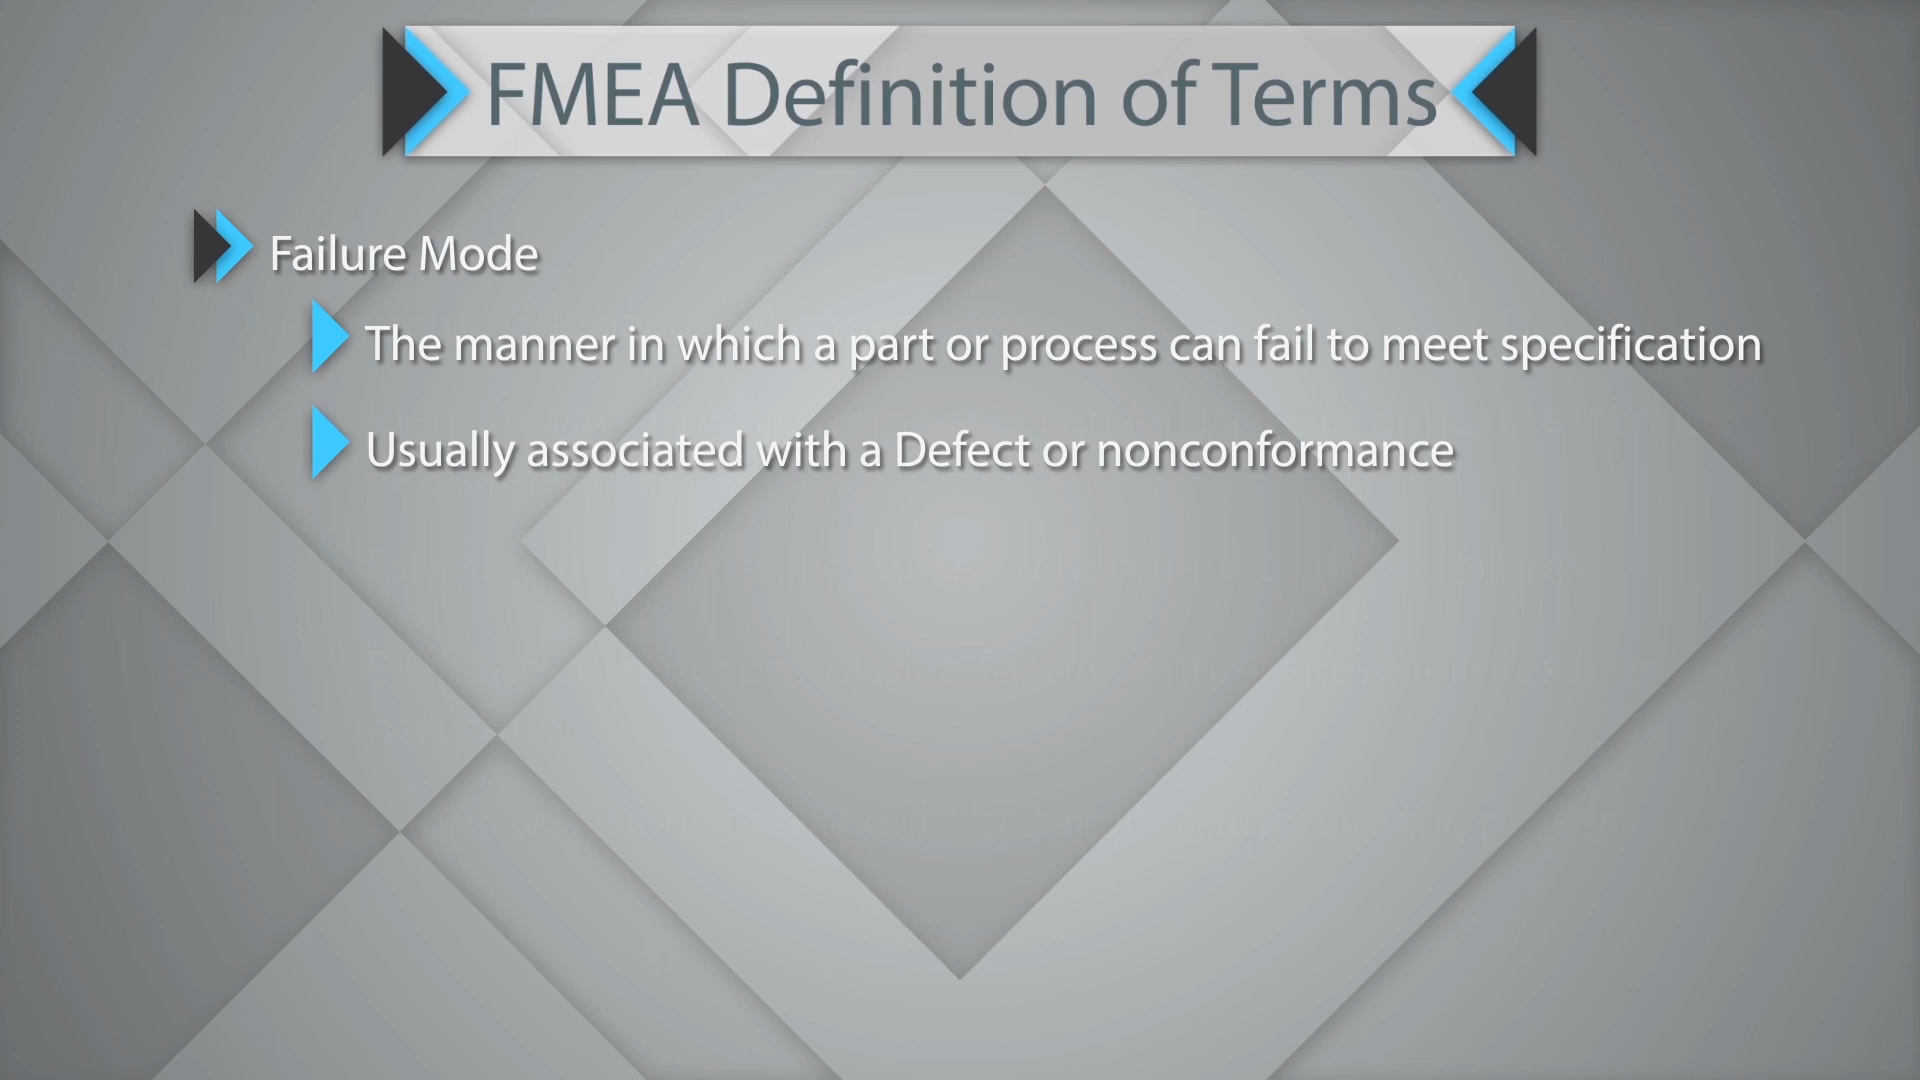 FMEA Definition of Terms
Failure Mode
The manner in which a part or process can fail to meet specification
Usually associated with a Defect or nonconformance